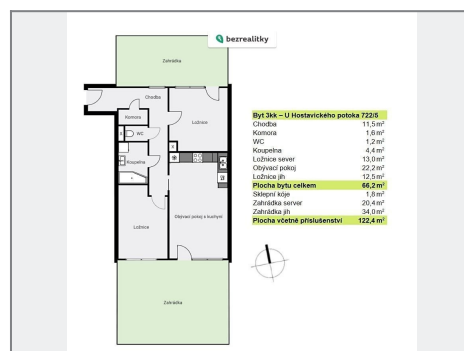 bezrealitky
Zahrádka
Chodba
Komora
Ložnice
WC
Koupelna
Obývací pokoj s kuchyní
Ložnice
Zahrádka
Byt 3kk – U Hostavického potoka 722/5
Chodba 11,5 m²
Komora 1,6 m²
WC 1,2 m²
Koupelna 4,4 m²
Ložnice sever 13,0 m²
Obývací pokoj 22,2 m²
Ložnice jih 12,5 m²
Plocha bytu celkem 66,2 m²
Sklepní kóje 1,8 m²
Zahrádka server 20,4 m²
Zahrádka jih 34,0 m²
Plocha včetně příslušenství 122,4 m²